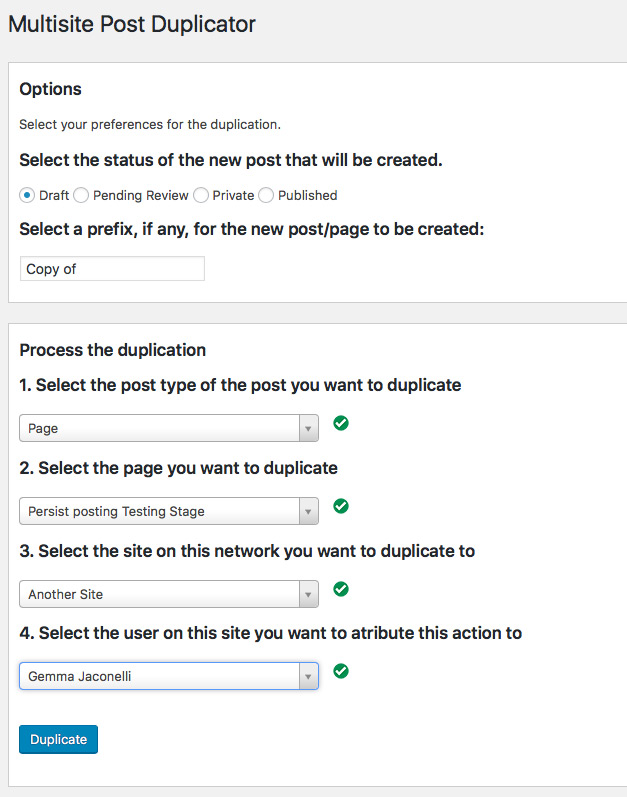 Multisite Post Duplicator
Options
Select your preferences for the duplication.
Select the status of the new post that will be created.
Draft Pending Review Private Published
Select a prefix, if any, for the new post/page to be created:
Copy of
Process the duplication
1. Select the post type of the post you want to duplicate
Page
2. Select the page you want to duplicate
Persist posting Testing Stage
3. Select the site on this network you want to duplicate to
Another Site
4. Select the user on this site you want to atribute this action to
Gemma Jaconelli
Duplicate